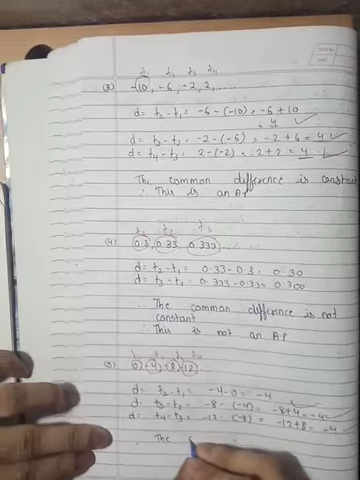 t₁ t₂ t₃ t₄
(3) -10, -6, -2, 2, .....
d= t₂-t₁= -6-(-10)= -6+10
= 4
d= t₃-t₂= -2-(-6) = -2+6 = 4
d= t₄-t₃= 2-(-2) = 2+2 = 4
The common difference is constant
∴ This is an AP
t₁ t₂ t₃
(4) 0.3, 0.33, 0.333.....
d= t₂-t₁= 0.33-0.3= 0.30
d= t₃-t₂= 0.333-0.33= 0.300
∴ The common difference is not
constant
∴ This is not an AP
(5) 0, -4, -8, -12, ....
d= t₂-t₁= -4-0= -4
d= t₃-t₂= -8-(-4)= -8+4= -4
d= t₄-t₃= -12-(-8)= -12+8= -4
The